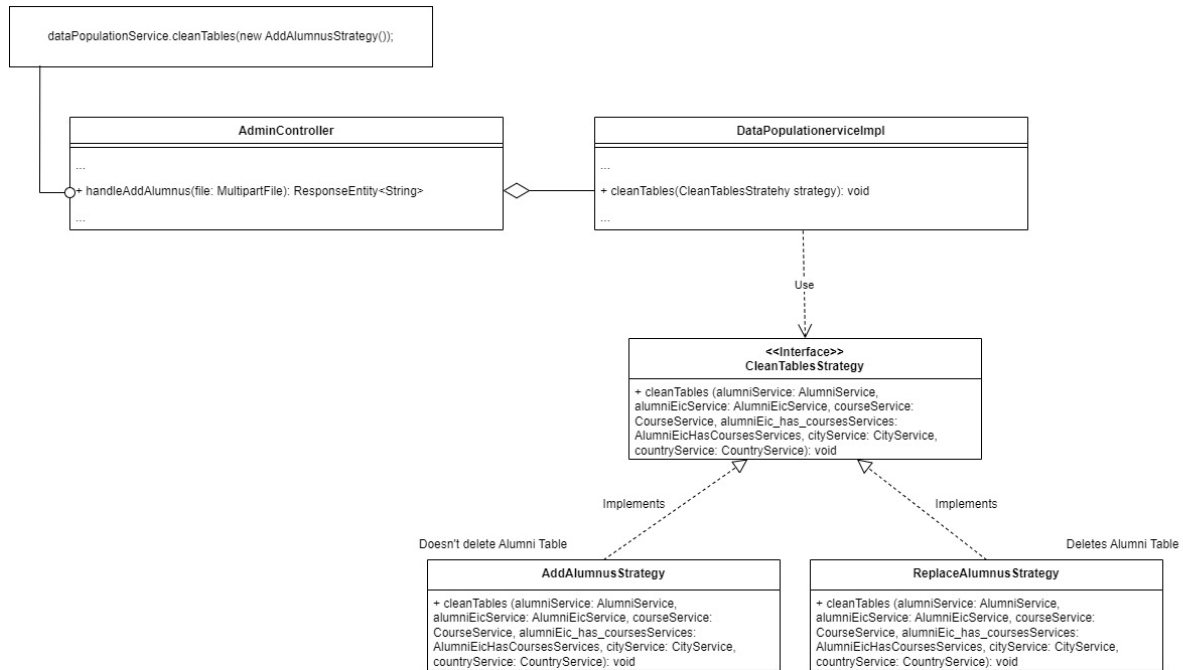 dataPopulationService.cleanTables(new AddAlumnusStrategy());
AdminController
...
+ handleAddAlumnus(file: MultipartFile): ResponseEntity<String>
...
DataPopulationerviceImpl
...
+ cleanTables(CleanTablesStratehy strategy): void
...
Use
<<Interface>>
CleanTablesStrategy
+ cleanTables (alumniService: AlumniService,
alumniEicService: AlumniEicService, courseService:
CourseService, alumniEic_has_coursesServices:
AlumniEicHasCoursesServices, cityService: CityService,
countryService: CountryService): void
Implements
Implements
Doesn't delete Alumni Table
Deletes Alumni Table
AddAlumnusStrategy
+ cleanTables (alumniService: AlumniService,
alumniEicService: AlumniEicService, courseService:
CourseService, alumniEic_has_coursesServices:
AlumniEicHasCoursesServices, cityService: CityService,
countryService: CountryService): void
ReplaceAlumnusStrategy
+ cleanTables (alumniService: AlumniService,
alumniEicService: AlumniEicService, courseService:
CourseService, alumniEic_has_coursesServices:
AlumniEicHasCoursesServices, cityService: CityService,
countryService: CountryService): void